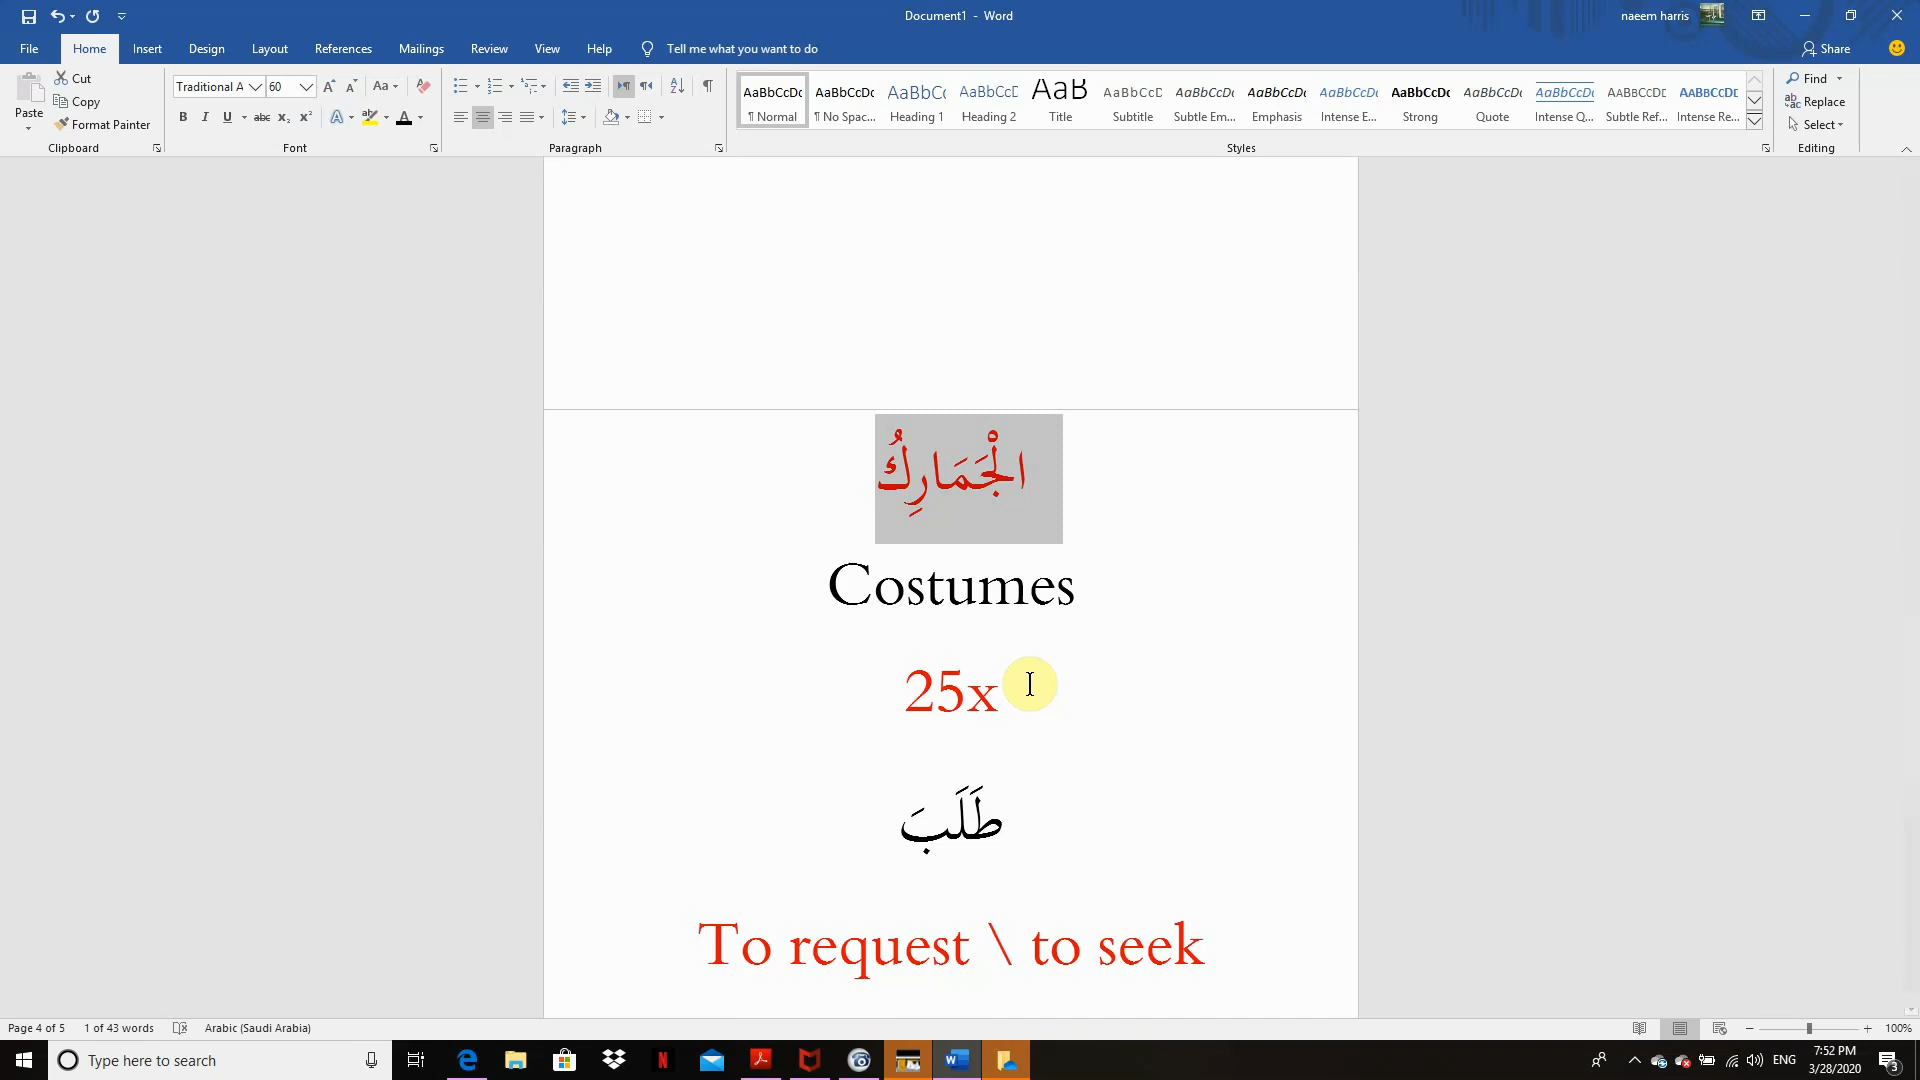 Document1 - Word
naeem harris
File Home Insert Design Layout References Mailings Review View Help Tell me what you want to do Share
Paste
Cut
Copy
Format Painter
Clipboard
Traditional A 60
Font
Paragraph
AaBbCcDc AaBbCcDc AaBbCc AaBbCcD AaB AaBbCcD AaBbCcDc AaBbCcDc AaBbCcDc AaBbCcDc AaBbCcDc AaBbCcDc AABBCCDE AABBCCDE
¶ Normal ¶ No Spac... Heading 1 Heading 2 Title Subtitle Subtle Em... Emphasis Intense E... Strong Quote Intense Q... Subtle Ref... Intense Re...
Styles
Find
Replace
Select
Editing
الْجَمَارِكُ
Costumes
25x
طَلَبَ
To request \ to seek
Page 4 of 5 1 of 43 words Arabic (Saudi Arabia) 100%
Type here to search
ENG
7:52 PM
3/28/2020
3